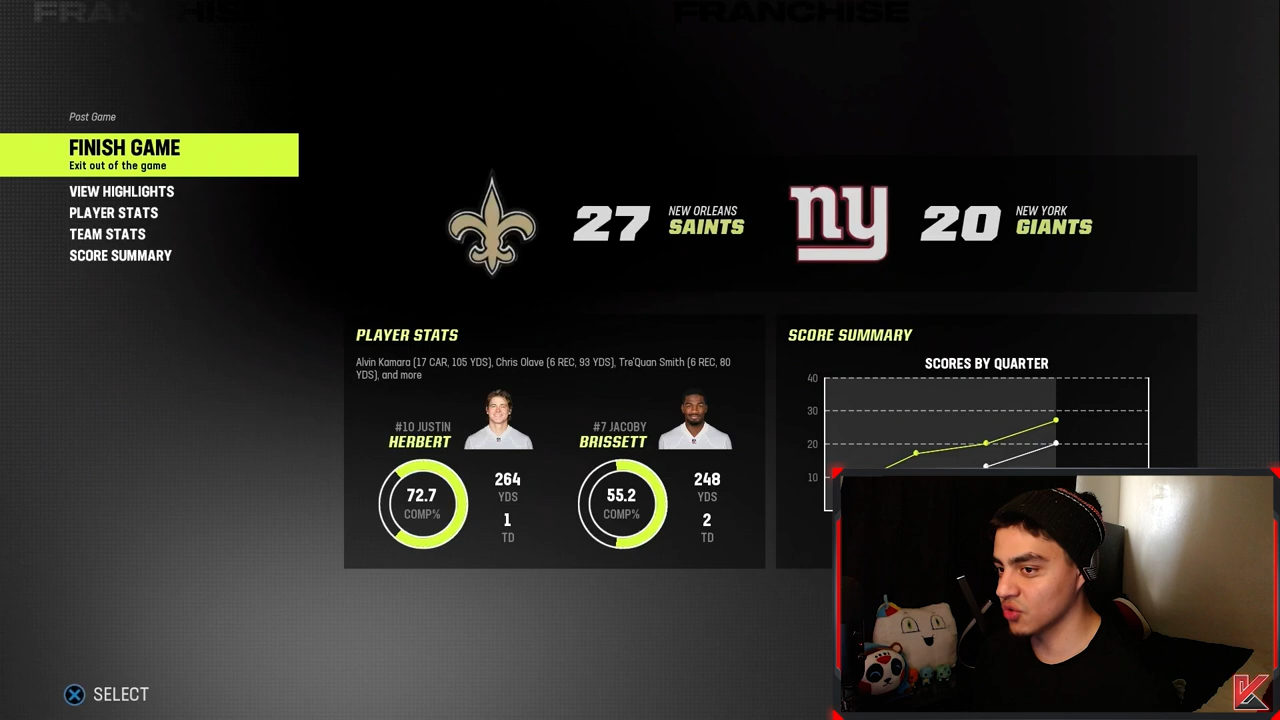 FRANCHISE
FRANCHISE
Post Game
FINISH GAME
Exit out of the game
VIEW HIGHLIGHTS
PLAYER STATS
TEAM STATS
SCORE SUMMARY
27
NEW ORLEANS
SAINTS
ny
20
NEW YORK
GIANTS
PLAYER STATS
Alvin Kamara (17 CAR, 105 YDS), Chris Olave (6 REC, 93 YDS), Tre'Quan Smith (6 REC, 80
YDS), and more
#10 JUSTIN
HERBERT
72.7
COMP%
264
YDS
1
TD
#7 JACOBY
BRISSETT
55.2
COMP%
248
YDS
2
TD
SCORE SUMMARY
SCORES BY QUARTER
40
30
20
10
SELECT